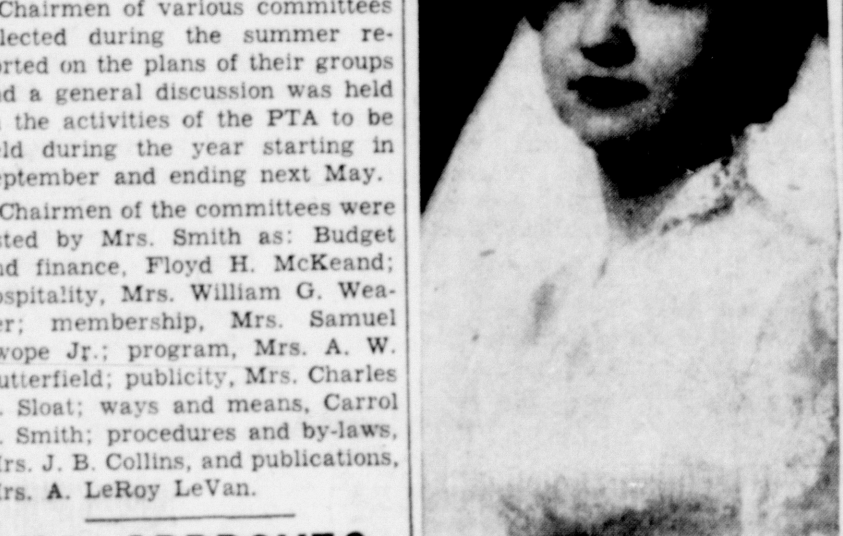 Chairmen of various committees
lected during the summer re-
orted on the plans of their groups
nd a general discussion was held
the activities of the PTA to be
eld during the year starting in
eptember and ending next May.
Chairmen of the committees were
sted by Mrs. Smith as: Budget
nd finance, Floyd H. McKeand;
ospitality, Mrs. William G. Wea-
er; membership, Mrs. Samuel
wope Jr.; program, Mrs. A. W.
utterfield; publicity, Mrs. Charles
. Sloat; ways and means, Carrol
. Smith; procedures and by-laws,
rs. J. B. Collins, and publications,
rs. A. LeRoy LeVan.